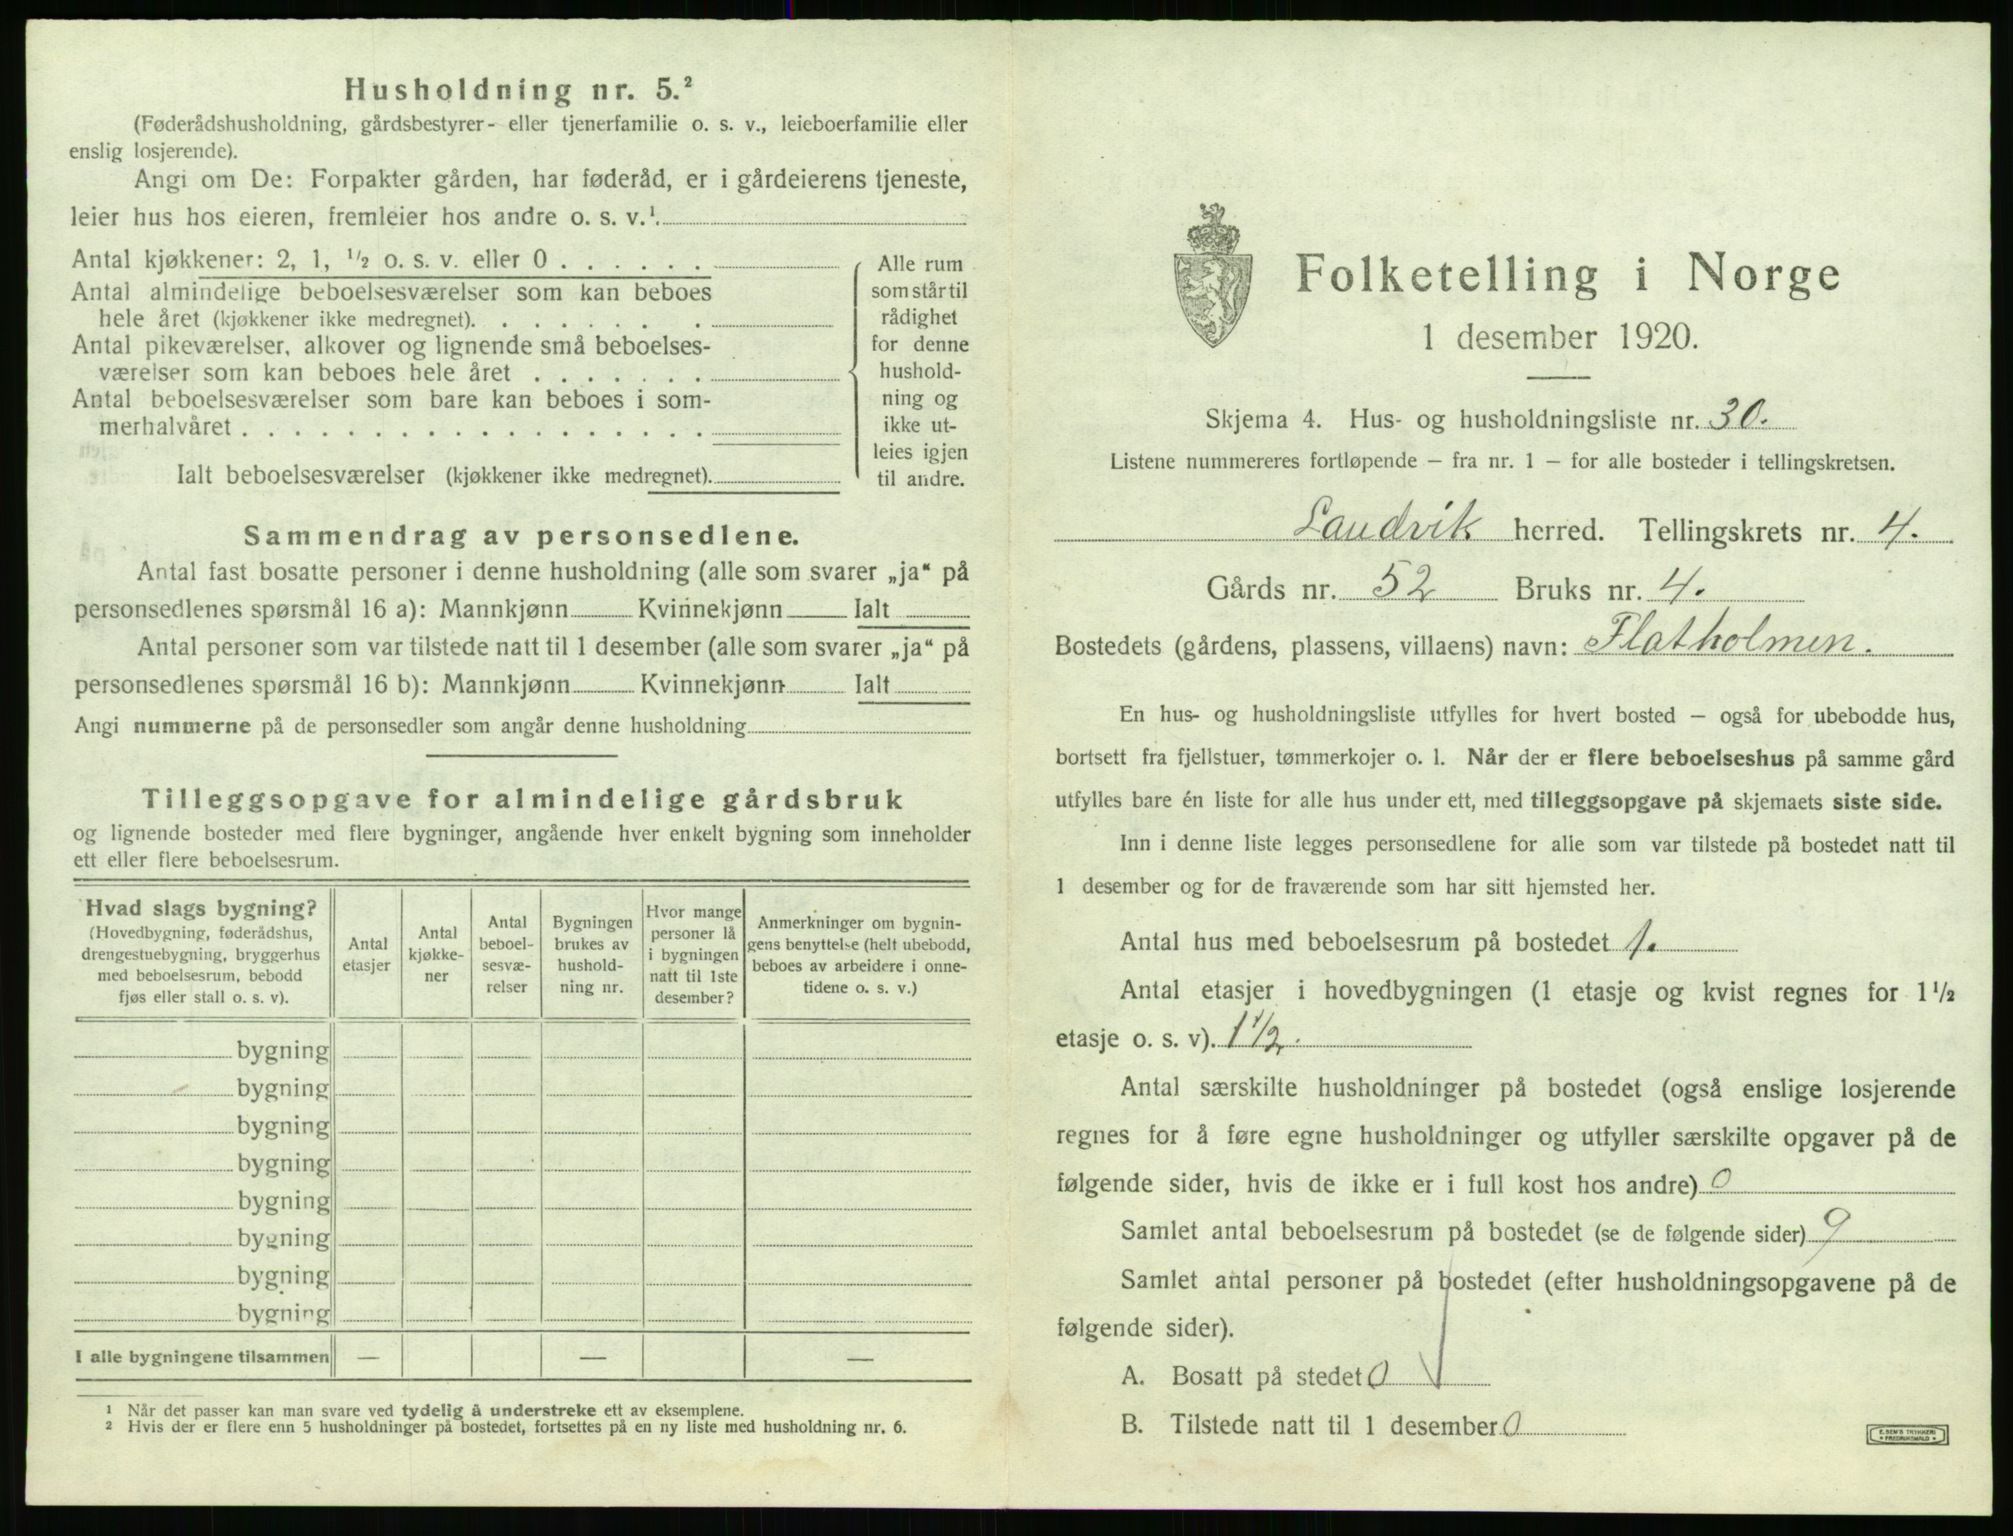 Husholdning nr. 5.²
(Føderådshusholdning, gårdsbestyrer- eller tjenerfamilie o. s. v., leieboerfamilie eller
enslig losjerende).
Angi om De: Forpakter gården, har føderåd, er i gårdeierens tjeneste,
leier hus hos eieren, fremleier hos andre o. s. v.¹
Antal kjøkkener: 2, 1, ½ o. s. v. eller 0
Antal almindelige beboelsesværelser som kan beboes
hele året (kjøkkener ikke medregnet).
Antal pikeværelser, alkover og lignende små beboelses-
værelser som kan beboes hele året
Antal beboelsesværelser som bare kan beboes i som-
merhalvåret
Ialt beboelsesværelser (kjøkkener ikke medregnet).
Alle rum
som står til
rådighet
for denne
hushold-
ning og
ikke ut-
leies igjen
til andre.
Sammendrag av personsedlene.
Antal fast bosatte personer i denne husholdning (alle som svarer „ja“ på
personsedlenes spørsmål 16 a): Mannkjønn Kvinnekjønn Ialt
Antal personer som var tilstede natt til 1 desember (alle som svarer „ja“ på
personsedlenes spørsmål 16 b): Mannkjønn Kvinnekjønn Ialt
Angi nummerne på de personsedler som angår denne husholdning
Tilleggsopgave for almindelige gårdsbruk
og lignende bosteder med flere bygninger, angående hver enkelt bygning som inneholder
ett eller flere beboelsesrum.
Hvad slags bygning?
(Hovedbygning, føderådshus,
drengestuebygning, bryggerhus
med beboelsesrum, bebodd
fjøs eller stall o. s. v).
Antal
etasjer
Antal
kjøkke-
ner
Antal
beboel-
sesvæ-
relser
Bygningen
brukes av
hushold-
ning nr.
Hvor mange
personer lå
i bygningen
natt til 1ste
desember?
Anmerkninger om bygnin-
gens benyttelse (helt ubebodd,
beboes av arbeidere i onne-
tidene o. s. v.)
bygning
bygning
bygning
bygning
bygning
bygning
bygning
bygning
I alle bygningene tilsammen — — —
¹ Når det passer kan man svare ved tydelig å understreke ett av eksemplene.
² Hvis der er flere enn 5 husholdninger på bostedet, fortsettes på en ny liste med husholdning nr. 6.
Folketelling i Norge
1 desember 1920.
Skjema 4. Hus- og husholdningsliste nr. 30.
Listene nummereres fortløpende – fra nr. 1 – for alle bosteder i tellingskretsen.
Landvik herred. Tellingskrets nr. 4.
Gårds nr. 52 Bruks nr. 4.
Bostedets (gårdens, plassens, villaens) navn: Flatholmen.
En hus- og husholdningsliste utfylles for hvert bosted – også for ubebodde hus,
bortsett fra fjellstuer, tømmerkojer o. l. Når der er flere beboelseshus på samme gård
utfylles bare én liste for alle hus under ett, med tilleggsopgave på skjemaets siste side.
Inn i denne liste legges personsedlene for alle som var tilstede på bostedet natt til
1 desember og for de fraværende som har sitt hjemsted her.
Antal hus med beboelsesrum på bostedet 1.
Antal etasjer i hovedbygningen (1 etasje og kvist regnes for 1½
etasje o. s. v). 1½.
Antal særskilte husholdninger på bostedet (også enslige losjerende
regnes for å føre egne husholdninger og utfyller særskilte opgaver på de
følgende sider, hvis de ikke er i full kost hos andre) 0
Samlet antal beboelsesrum på bostedet (se de følgende sider) 9
Samlet antal personer på bostedet (efter husholdningsopgavene på de
følgende sider).
A. Bosatt på stedet 0
B. Tilstede natt til 1 desember 0